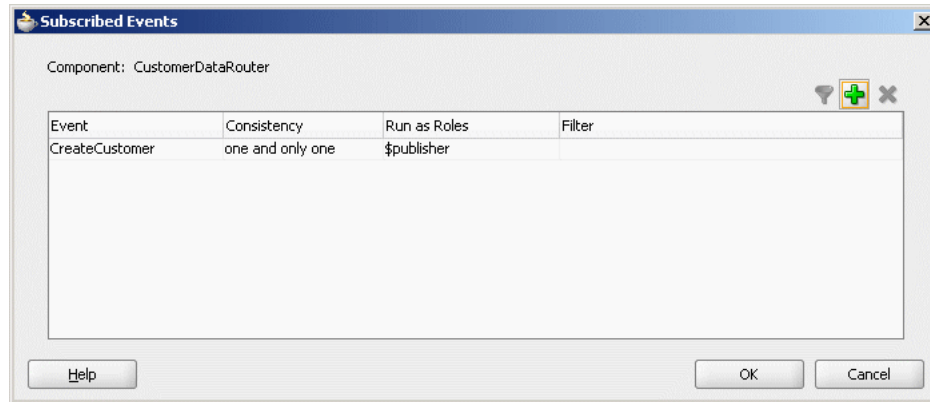 Subscribed Events
Component: CustomerDataRouter
Event Consistency Run as Roles Filter
CreateCustomer one and only one $publisher
Help OK Cancel